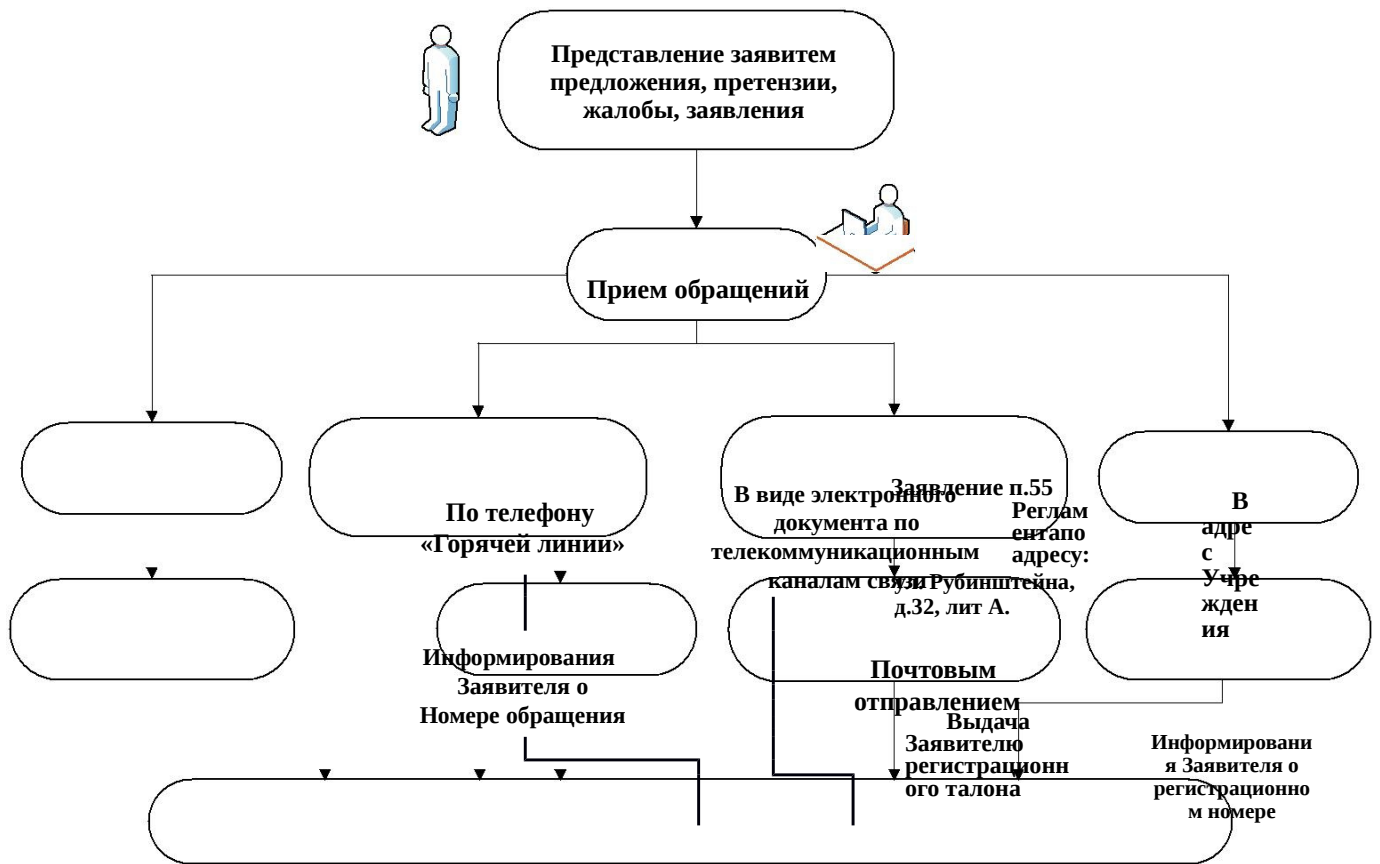 Представление заявитем
предложения, претензии,
жалобы, заявления
Прием обращений
По телефону
«Горячей линии»
В виде электронного
документа по
телекоммуникационным
каналам связи
Заявление п.55
Реглам
ентапо
адресу:
ул. Рубинштейна,
д.32, лит А.
В
адре
с
Учре
жден
ия
Информирования
Заявителя о
Номере обращения
Почтовым
отправлением
Выдача
Заявителю
регистрационн
ого талона
Информировани
я Заявителя о
регистрационно
м номере